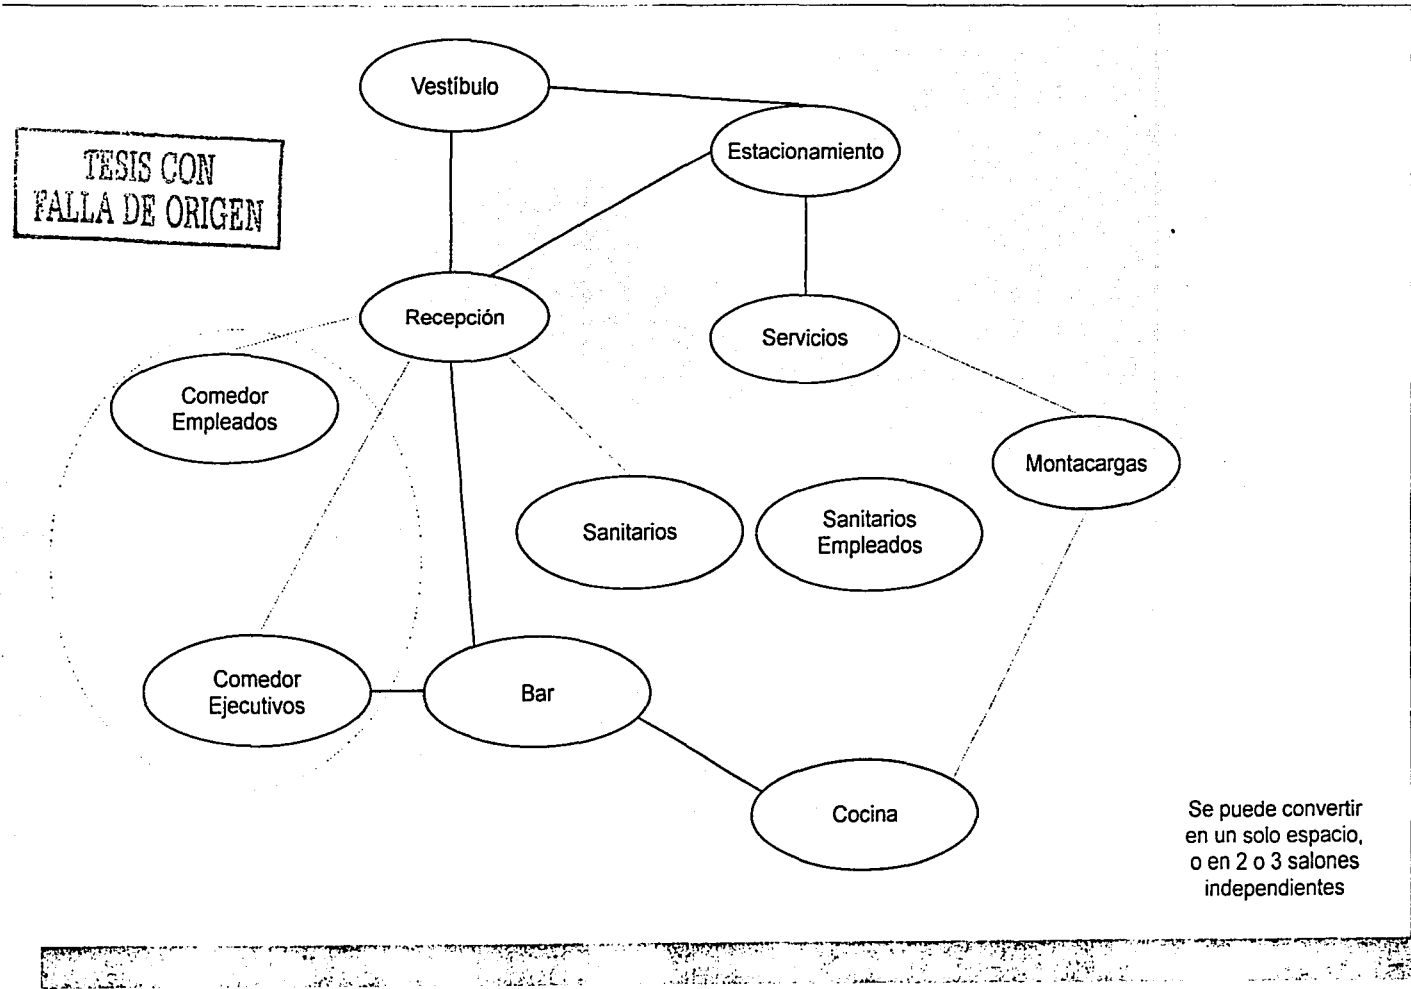 Vestíbulo
Estacionamiento
TESIS CON
FALLA DE ORIGEN
Recepción
Servicios
Comedor
Empleados
Montacargas
Sanitarios
Sanitarios
Empleados
Comedor
Ejecutivos
Bar
Cocina
Se puede convertir
en un solo espacio,
o en 2 o 3 salones
independientes